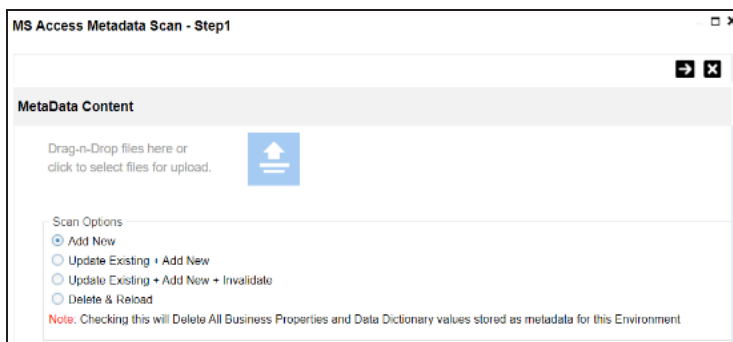 MS Access Metadata Scan - Step1
MetaData Content
Drag-n-Drop files here or
click to select files for upload.
Scan Options
Add New
Update Existing + Add New
Update Existing + Add New + Invalidate
Delete & Reload
Note: Checking this will Delete All Business Properties and Data Dictionary values stored as metadata for this Environment